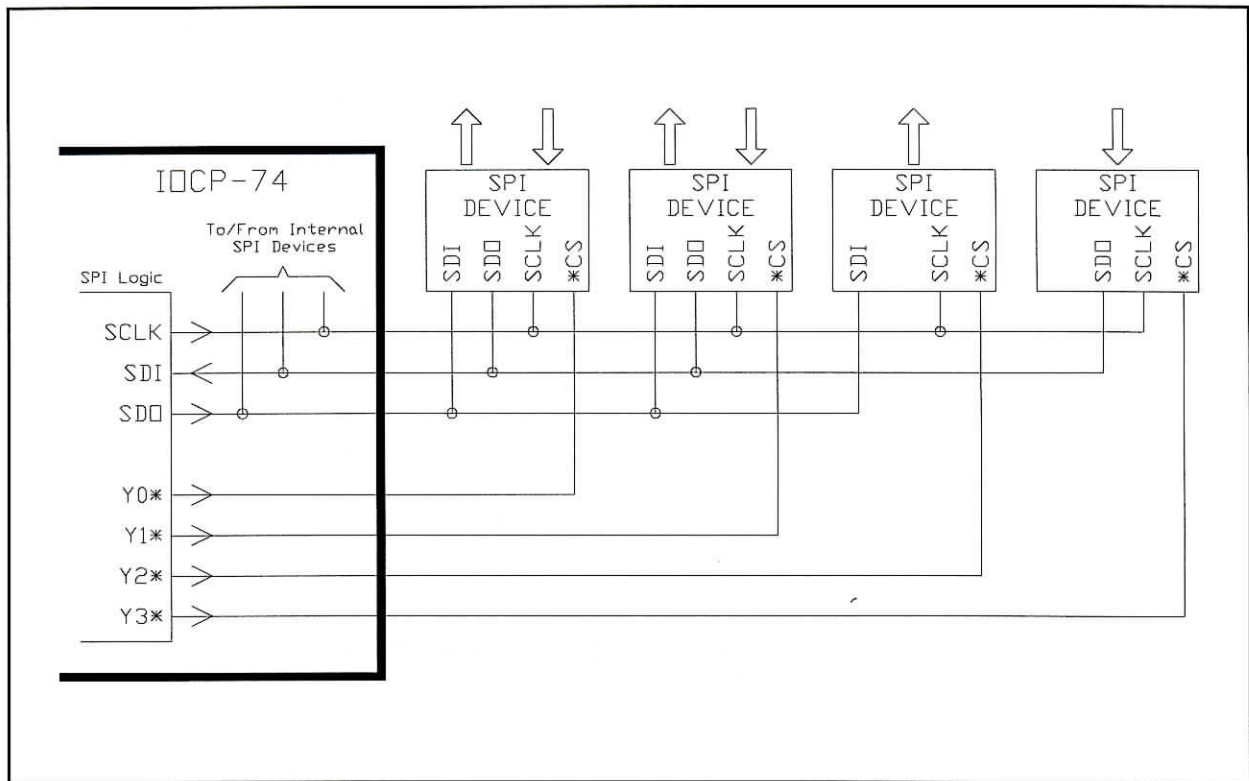 IOCP-74
To/From Internal
SPI Devices
SPI Logic
SCLK
SDI
SDO
Y0*
Y1*
Y2*
Y3*
SPI
DEVICE
SDI
SDO
SCLK
*CS
SPI
DEVICE
SDI
SDO
SCLK
*CS
SPI
DEVICE
SDI
SCLK
*CS
SPI
DEVICE
SDO
SCLK
*CS